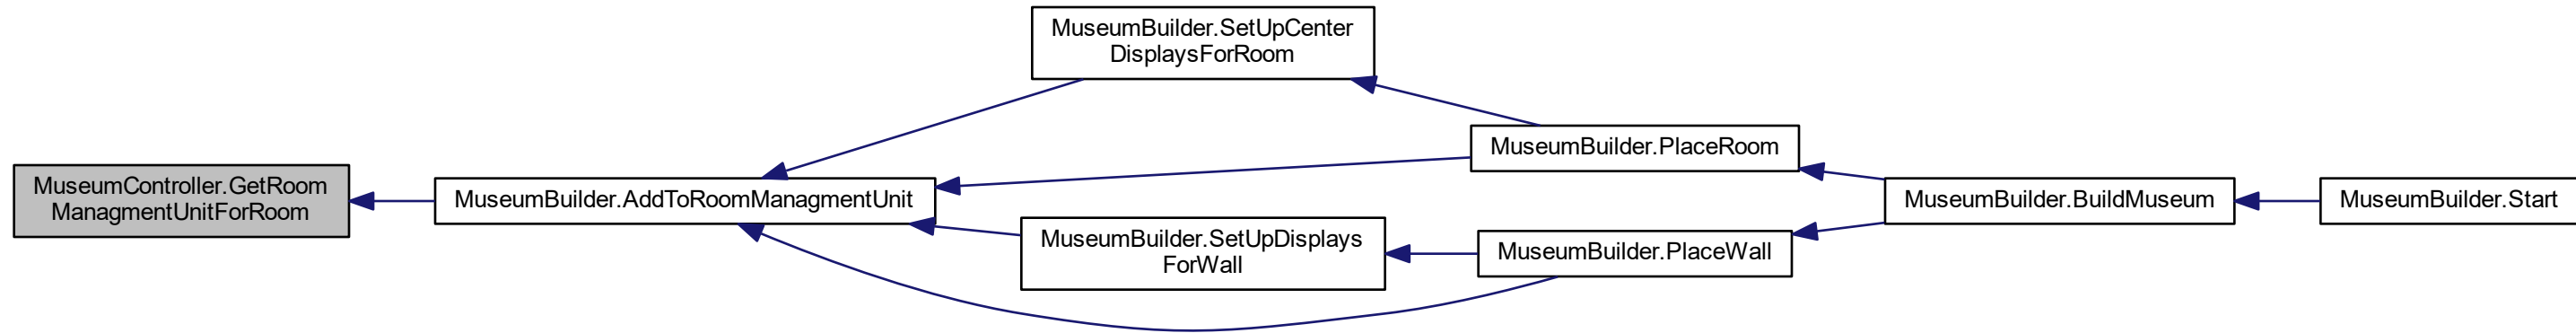 MuseumController.GetRoom
ManagmentUnitForRoom
MuseumBuilder.AddToRoomManagmentUnit
MuseumBuilder.SetUpCenter
DisplaysForRoom
MuseumBuilder.PlaceRoom
MuseumBuilder.SetUpDisplays
ForWall
MuseumBuilder.PlaceWall
MuseumBuilder.BuildMuseum
MuseumBuilder.Start